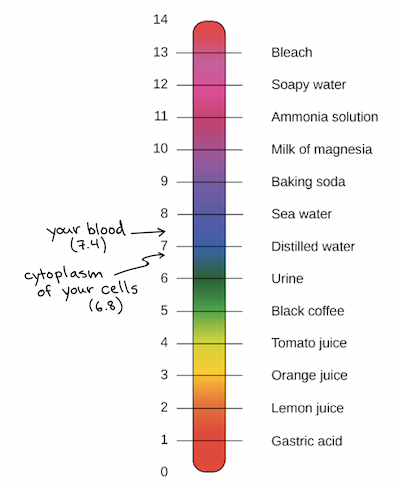 14
13 Bleach
12 Soapy water
11 Ammonia solution
10 Milk of magnesia
9 Baking soda
8 Sea water
your blood
(7.4)
7 Distilled water
cytoplasm
of your cells
(6.8)
6 Urine
5 Black coffee
4 Tomato juice
3 Orange juice
2 Lemon juice
1 Gastric acid
0